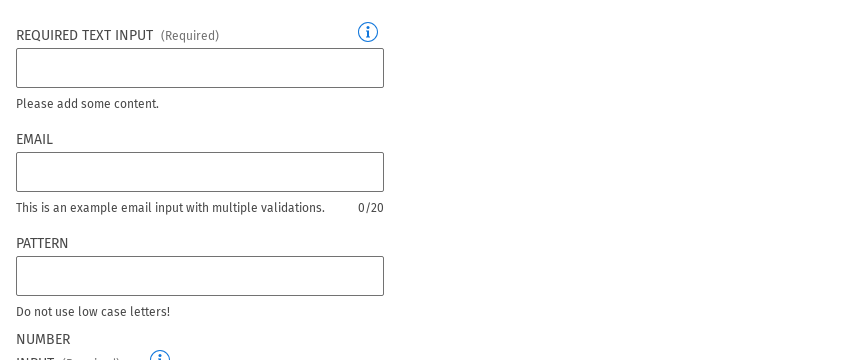 REQUIRED TEXT INPUT (Required)
Please add some content.
EMAIL
This is an example email input with multiple validations. 0/20
PATTERN
Do not use low case letters!
NUMBER
INPUT (Required)